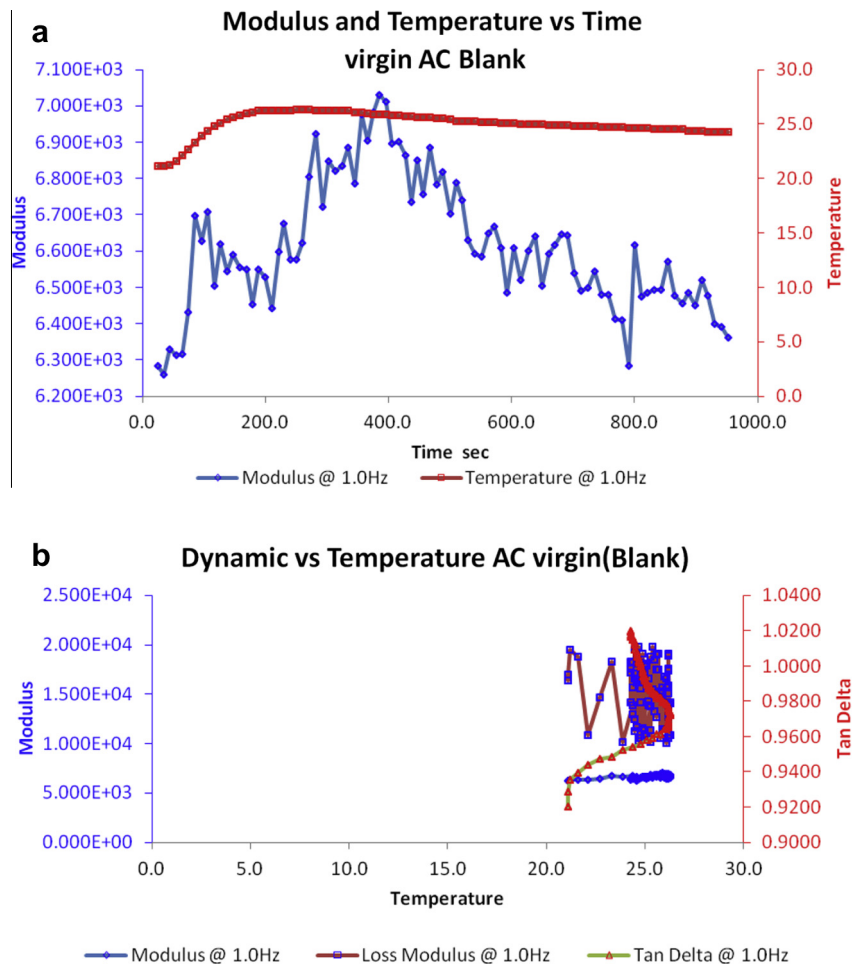 a
Modulus and Temperature vs Time
virgin AC Blank
7.100E+03
7.000E+03
6.900E+03
6.800E+03
6.700E+03
6.600E+03
6.500E+03
6.400E+03
6.300E+03
6.200E+03
Modulus
30.0
25.0
20.0
15.0
10.0
5.0
0.0
Temperature
0.0 200.0 400.0 600.0 800.0 1000.0
Time sec
Modulus @ 1.0Hz Temperature @ 1.0Hz
b
Dynamic vs Temperature AC virgin(Blank)
2.500E+04
2.000E+04
1.500E+04
1.000E+04
5.000E+03
0.000E+00
Modulus
1.0400
1.0200
1.0000
0.9800
0.9600
0.9400
0.9200
0.9000
Tan Delta
0.0 5.0 10.0 15.0 20.0 25.0 30.0
Temperature
Modulus @ 1.0Hz Loss Modulus @ 1.0Hz Tan Delta @ 1.0Hz